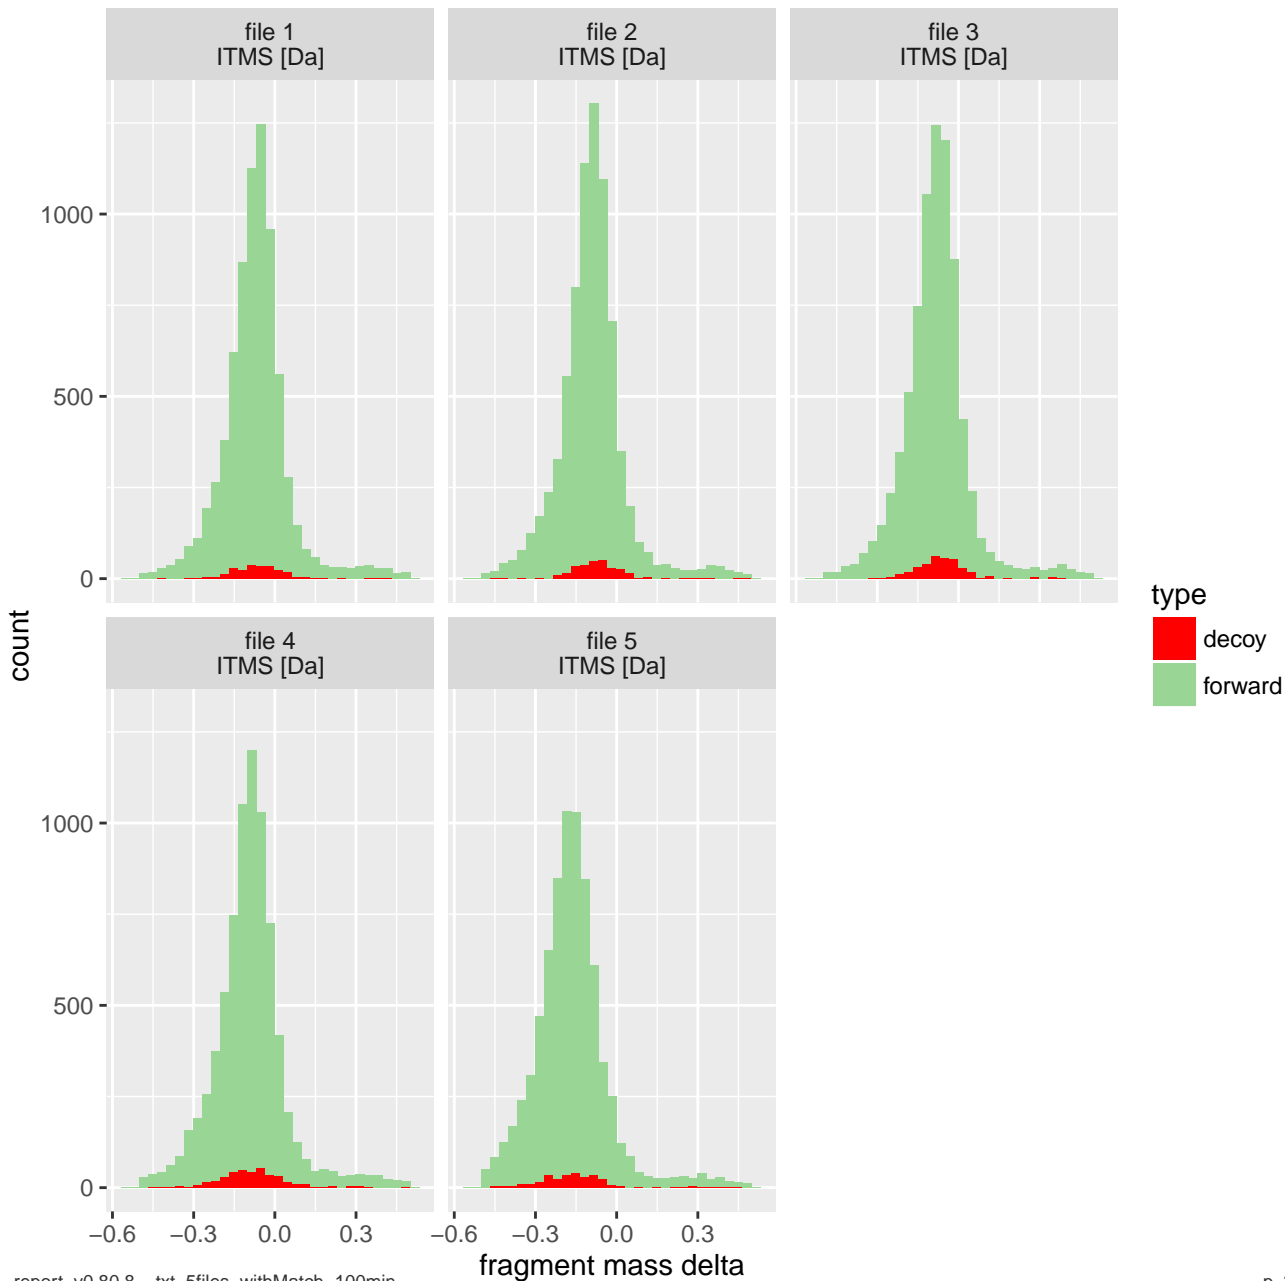 file 1
ITMS [Da]
file 2
ITMS [Da]
file 3
ITMS [Da]
1000
500
0
count
type
decoy
forward
file 4
ITMS [Da]
file 5
ITMS [Da]
1000
500
0
−0.6 −0.3 0.0 0.3
−0.6 −0.3 0.0 0.3
fragment mass delta